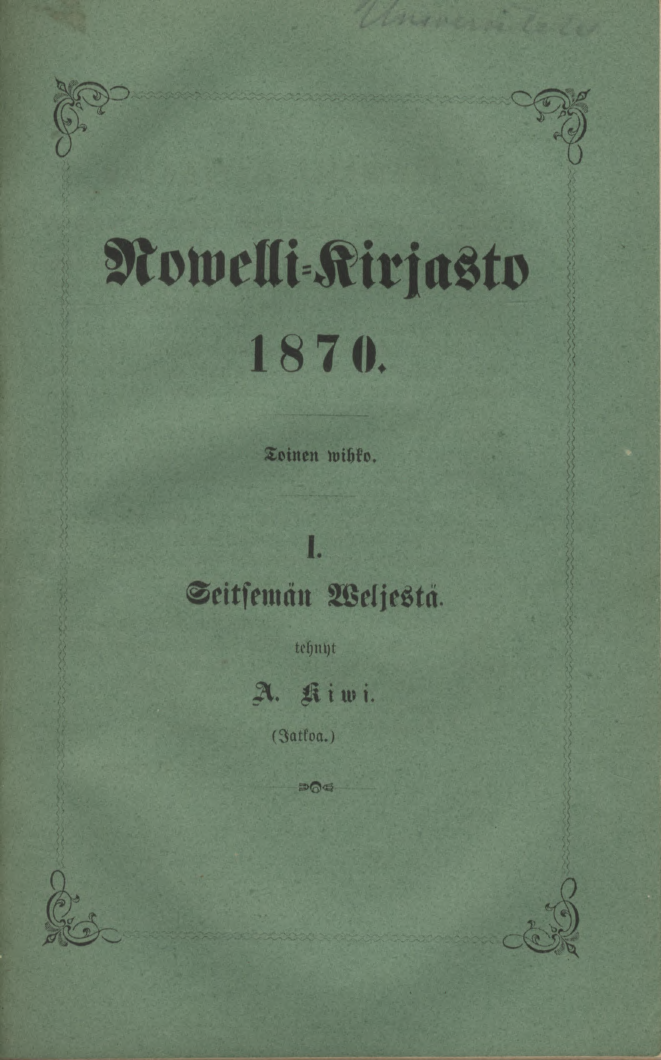 Nowelli-Kirjasto
1870.
Toinen wihko.
I.
Seitsemän Weljestä.
tehnyt
A. Kiwi.
(Jatkoa.)